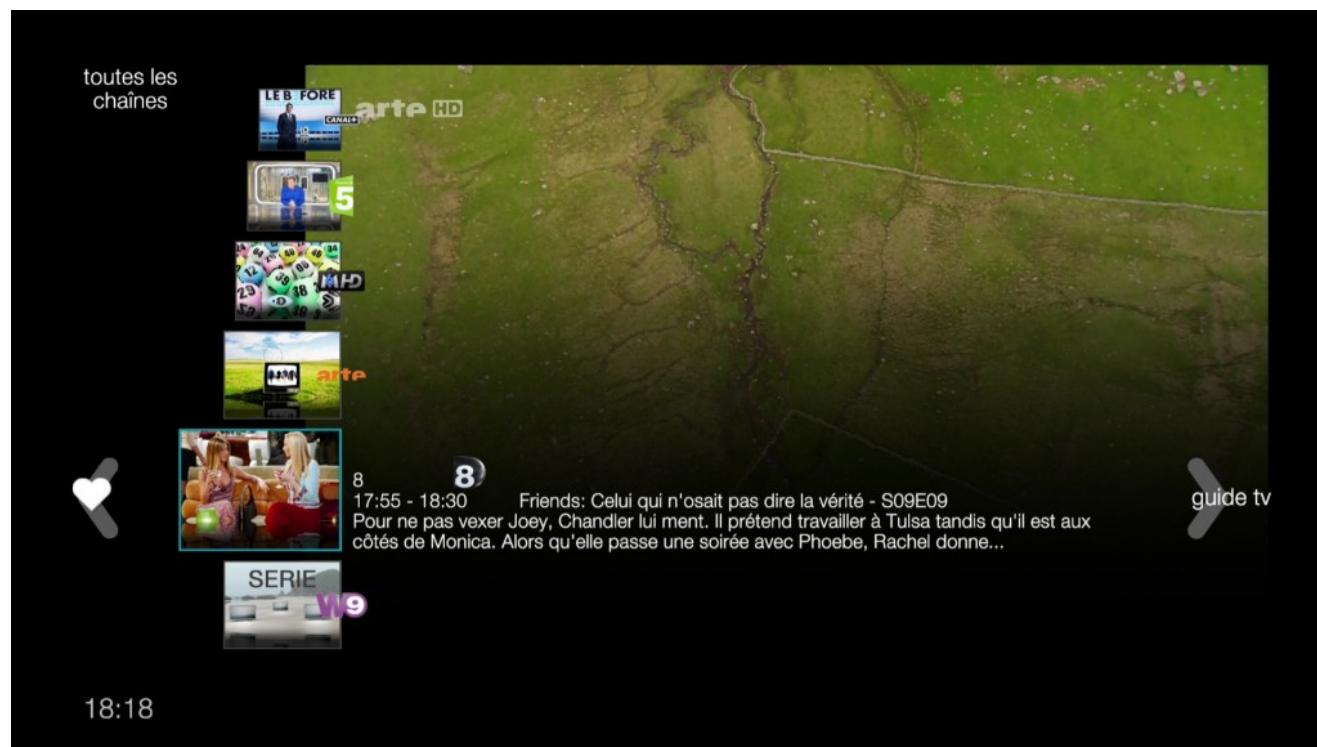 toutes les
chaînes
LE B FORE
CANAL+
arte HD
5
HD
arte
8
8
17:55 - 18:30 Friends: Celui qui n'osait pas dire la vérité - S09E09
Pour ne pas vexer Joey, Chandler lui ment. Il prétend travailler à Tulsa tandis qu'il est aux
côtés de Monica. Alors qu'elle passe une soirée avec Phoebe, Rachel donne...
guide tv
SERIE
W9
18:18